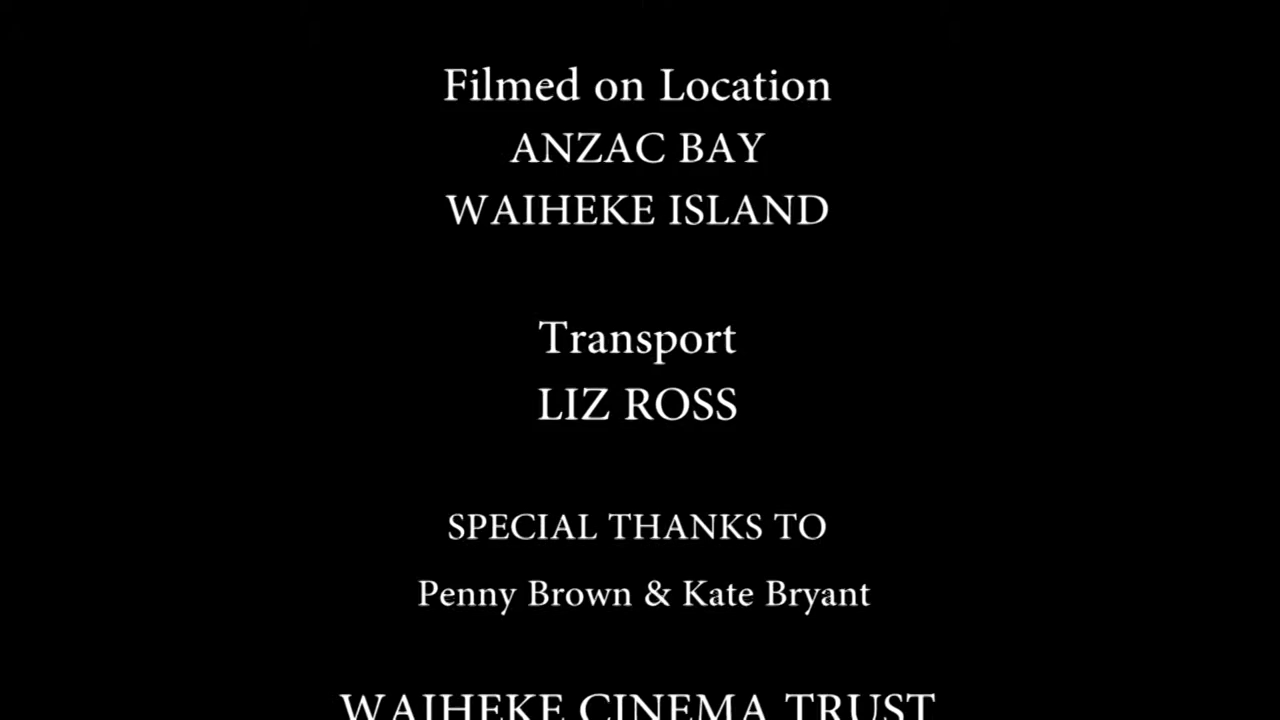 Filmed on Location
ANZAC BAY
WAIHEKE ISLAND
Transport
LIZ ROSS
SPECIAL THANKS TO
Penny Brown & Kate Bryant
WAIHEKE CINEMA TRUST